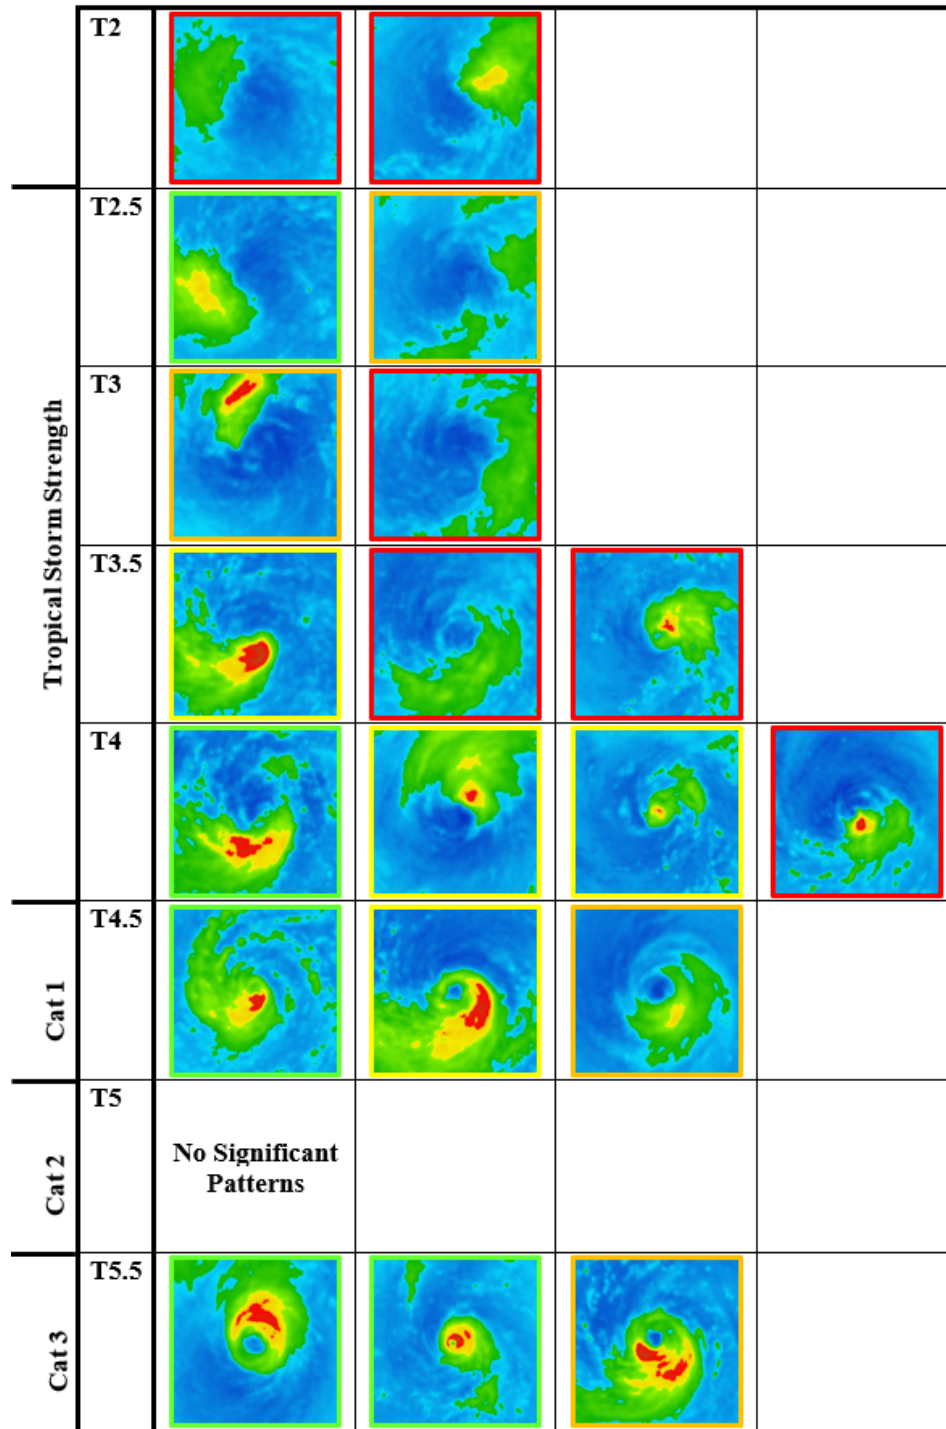 T2
T2.5
T3
Tropical Storm Strength
T3.5
T4
T4.5
Cat 1
T5
Cat 2
No Significant
Patterns
T5.5
Cat 3